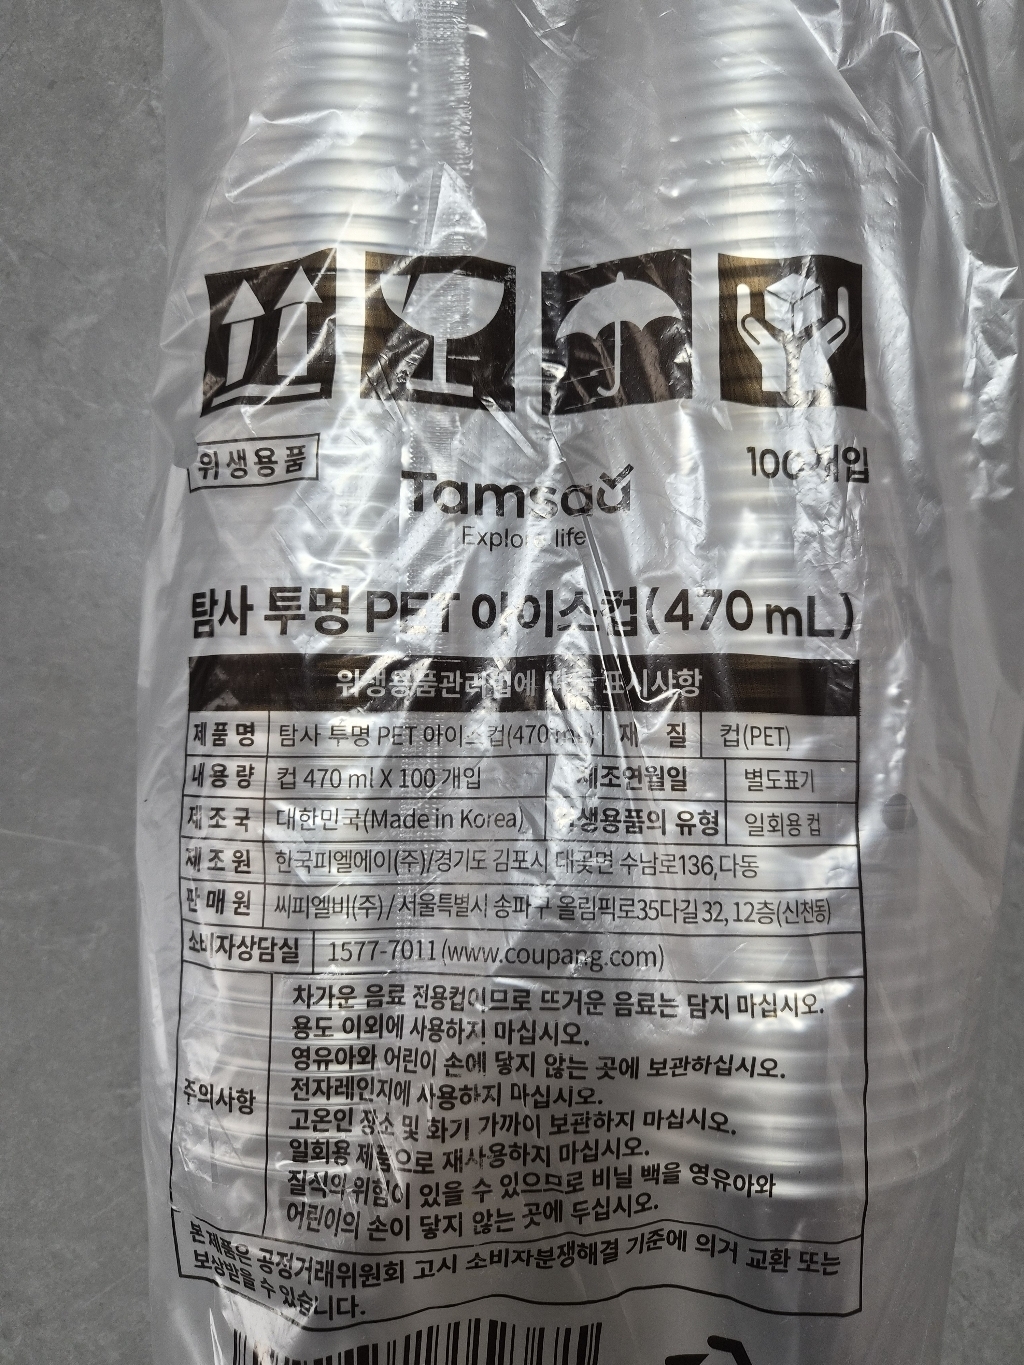 위생용품
100개입
Tamsaa
Explore life
탐사 투명 PET 아이스컵(470 mL)
위생용품관리법에 따른 표시사항
제품명 탐사 투명 PET 아이스컵(470 mL) 재 질 컵(PET)
내용량 컵 470 ml X 100 개입 제조연월일 별도표기
제조국 대한민국(Made in Korea) 위생용품의 유형 일회용 컵
제조원 한국피엘에이(주)/경기도 김포시 대곶면 수남로136,다동
판매원 씨피엘비(주) / 서울특별시 송파구 올림픽로35다길 32, 12층(신천동)
소비자상담실 1577-7011 (www.coupang.com)
주의사항
차가운 음료 전용컵이므로 뜨거운 음료는 담지 마십시오.
용도 이외에 사용하지 마십시오.
영유아와 어린이 손에 닿지 않는 곳에 보관하십시오.
전자레인지에 사용하지 마십시오.
고온인 장소 및 화기 가까이 보관하지 마십시오.
일회용 제품으로 재사용하지 마십시오.
질식의 위험이 있을 수 있으므로 비닐 백을 영유아와
어린이의 손이 닿지 않는 곳에 두십시오.
본 제품은 공정거래위원회 고시 소비자분쟁해결 기준에 의거 교환 또는
보상받을 수 있습니다.